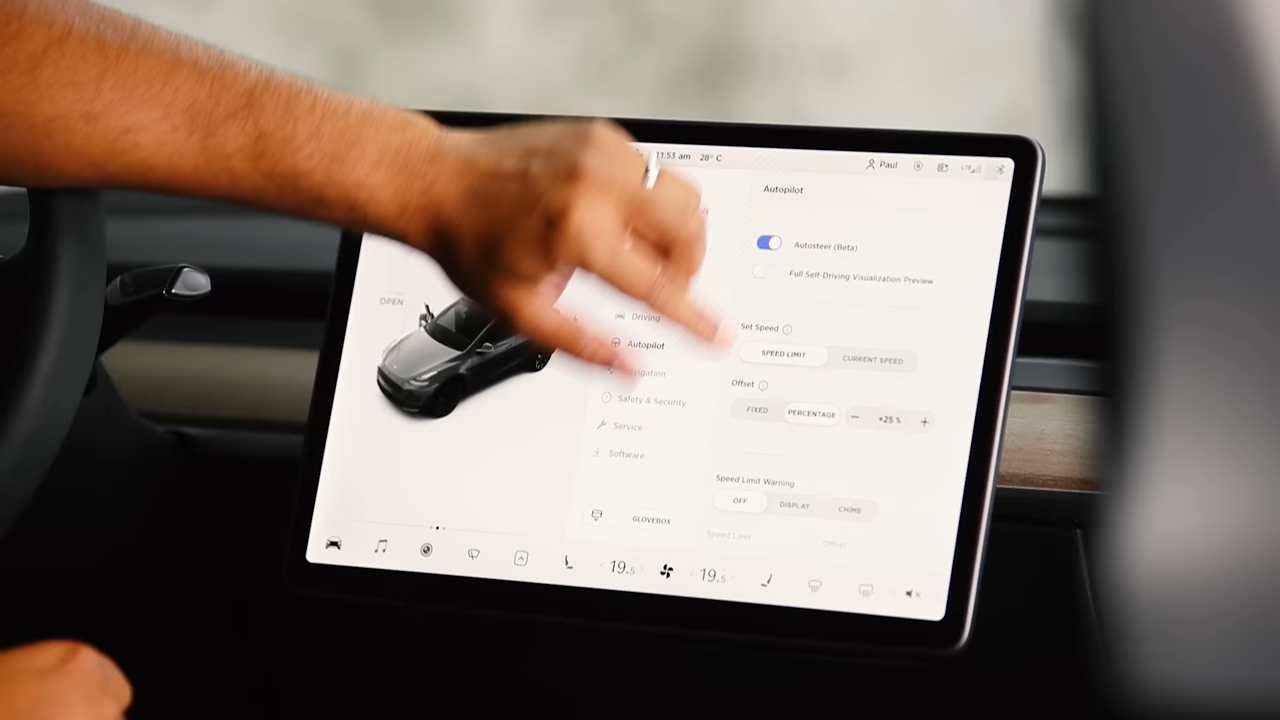 11:53 am 28° C
Paul
LTE
Autopilot
Autosteer (Beta)
Full Self-Driving Visualization Preview
OPEN
Driving
Autopilot
Safety & Security
Service
Software
GLOVEBOX
Set Speed
SPEED LIMIT CURRENT SPEED
Offset
FIXED PERCENTAGE − +25 % +
Speed Limit Warning
OFF DISPLAY CHIME
Speed Limit Offset
19.5 19.5